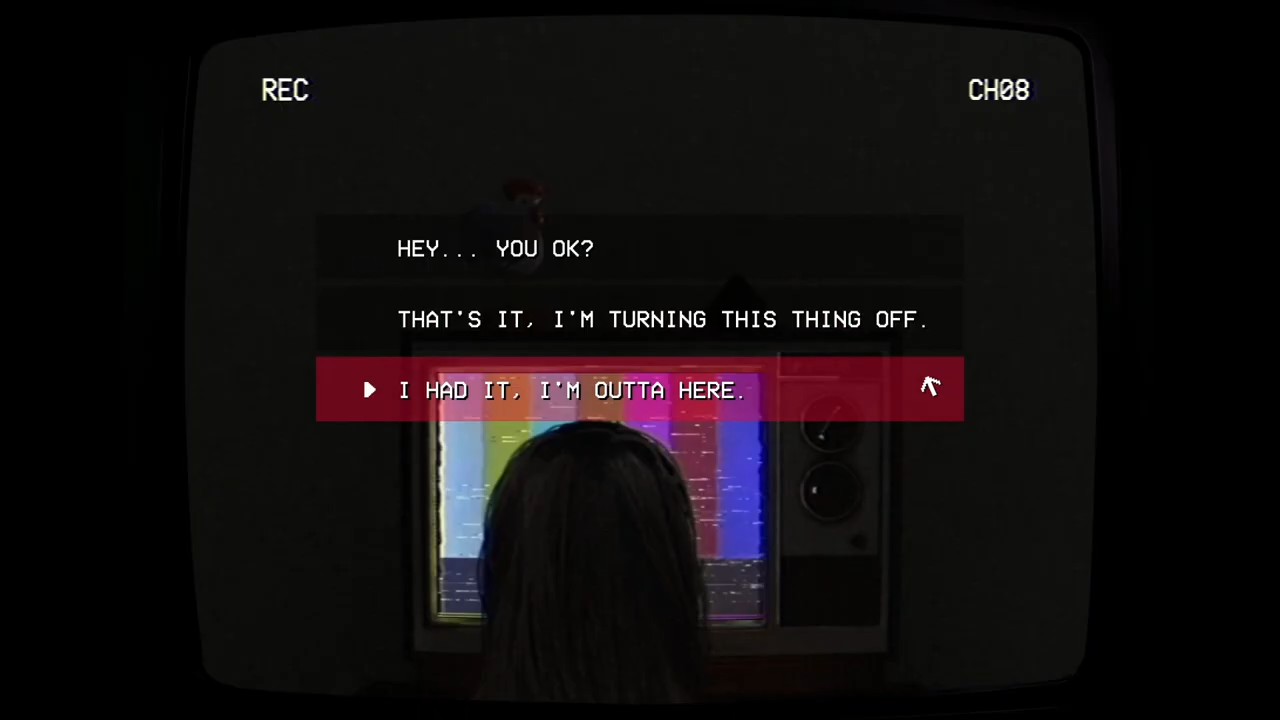 REC
CH08
HEY... YOU OK?
THAT'S IT, I'M TURNING THIS THING OFF.
I HAD IT, I'M OUTTA HERE.